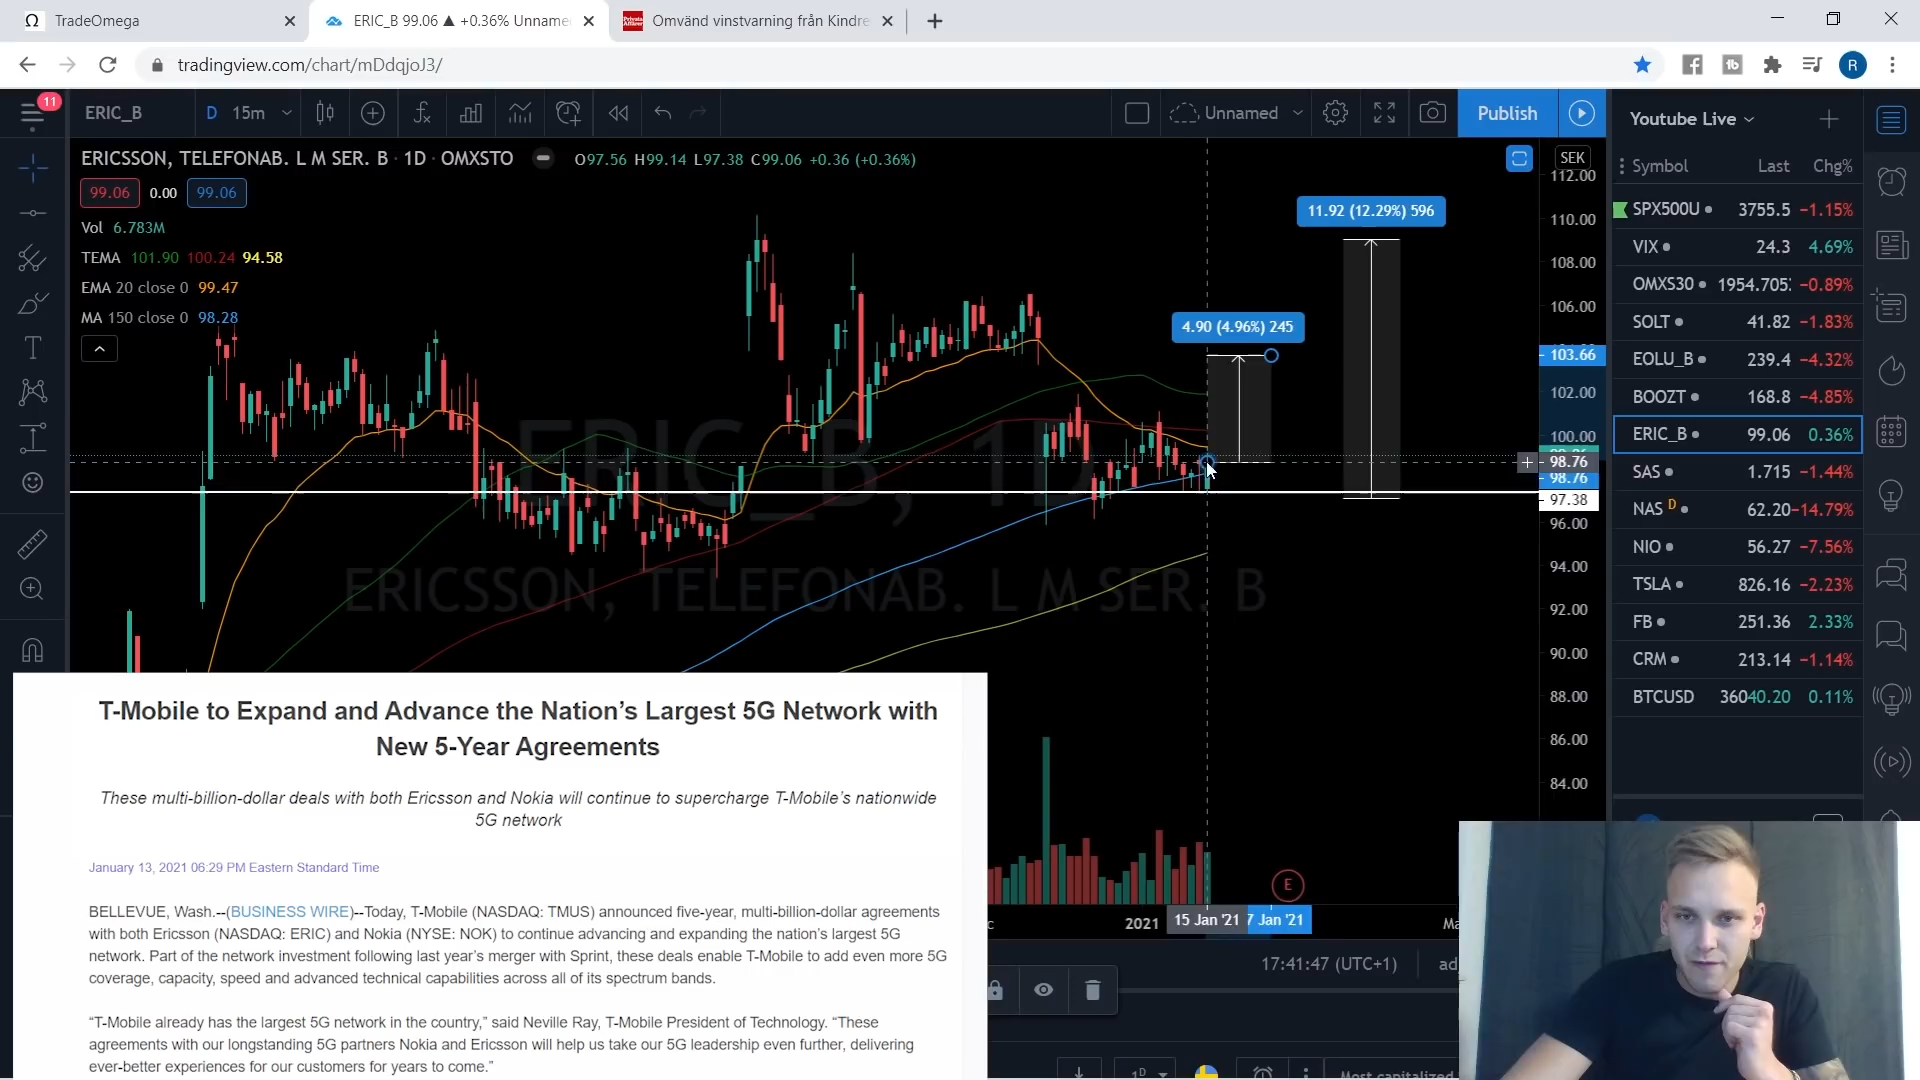 TradeOmega
ERIC_B 99.06 ▲ +0.36% Unname
Omvänd vinstvarning från Kindre
tradingview.com/chart/mDdqjoJ3/
R
11
ERIC_B
D 15m
Unnamed
Publish
Youtube Live
ERICSSON, TELEFONAB. L M SER. B · 1D · OMXSTO
O97.56 H99.14 L97.38 C99.06 +0.36 (+0.36%)
99.06 0.00 99.06
Vol 6.783M
TEMA 101.90 100.24 94.58
EMA 20 close 0 99.47
MA 150 close 0 98.28
ERIC_B, 1D
ERICSSON, TELEFONAB. L M SER. B
11.92 (12.29%) 596
4.90 (4.96%) 245
SEK
112.00
110.00
108.00
106.00
103.66
102.00
100.00
98.76
98.76
97.38
96.00
94.00
92.00
90.00
88.00
86.00
84.00
Symbol Last Chg%
SPX500U 3755.5 −1.15%
VIX 24.3 4.69%
OMXS30 1954.705 −0.89%
SOLT 41.82 −1.83%
EOLU_B 239.4 −4.32%
BOOZT 168.8 −4.85%
ERIC_B 99.06 0.36%
SAS 1.715 −1.44%
NAS D 62.20 −14.79%
NIO 56.27 −7.56%
TSLA 826.16 −2.23%
FB 251.36 2.33%
CRM 213.14 −1.14%
BTCUSD 36040.20 0.11%
E
c 2021 15 Jan '21 7 Jan '21 Ma
17:41:47 (UTC+1) ad
1D
Most capitalized
T-Mobile to Expand and Advance the Nation’s Largest 5G Network with
New 5-Year Agreements
These multi-billion-dollar deals with both Ericsson and Nokia will continue to supercharge T-Mobile’s nationwide
5G network
January 13, 2021 06:29 PM Eastern Standard Time
BELLEVUE, Wash.--(BUSINESS WIRE)--Today, T-Mobile (NASDAQ: TMUS) announced five-year, multi-billion-dollar agreements
with both Ericsson (NASDAQ: ERIC) and Nokia (NYSE: NOK) to continue advancing and expanding the nation’s largest 5G
network. Part of the network investment following last year’s merger with Sprint, these deals enable T-Mobile to add even more 5G
coverage, capacity, speed and advanced technical capabilities across all of its spectrum bands.
“T-Mobile already has the largest 5G network in the country,” said Neville Ray, T-Mobile President of Technology. “These
agreements with our longstanding 5G partners Nokia and Ericsson will help us take our 5G leadership even further, delivering
ever-better experiences for our customers for years to come.”